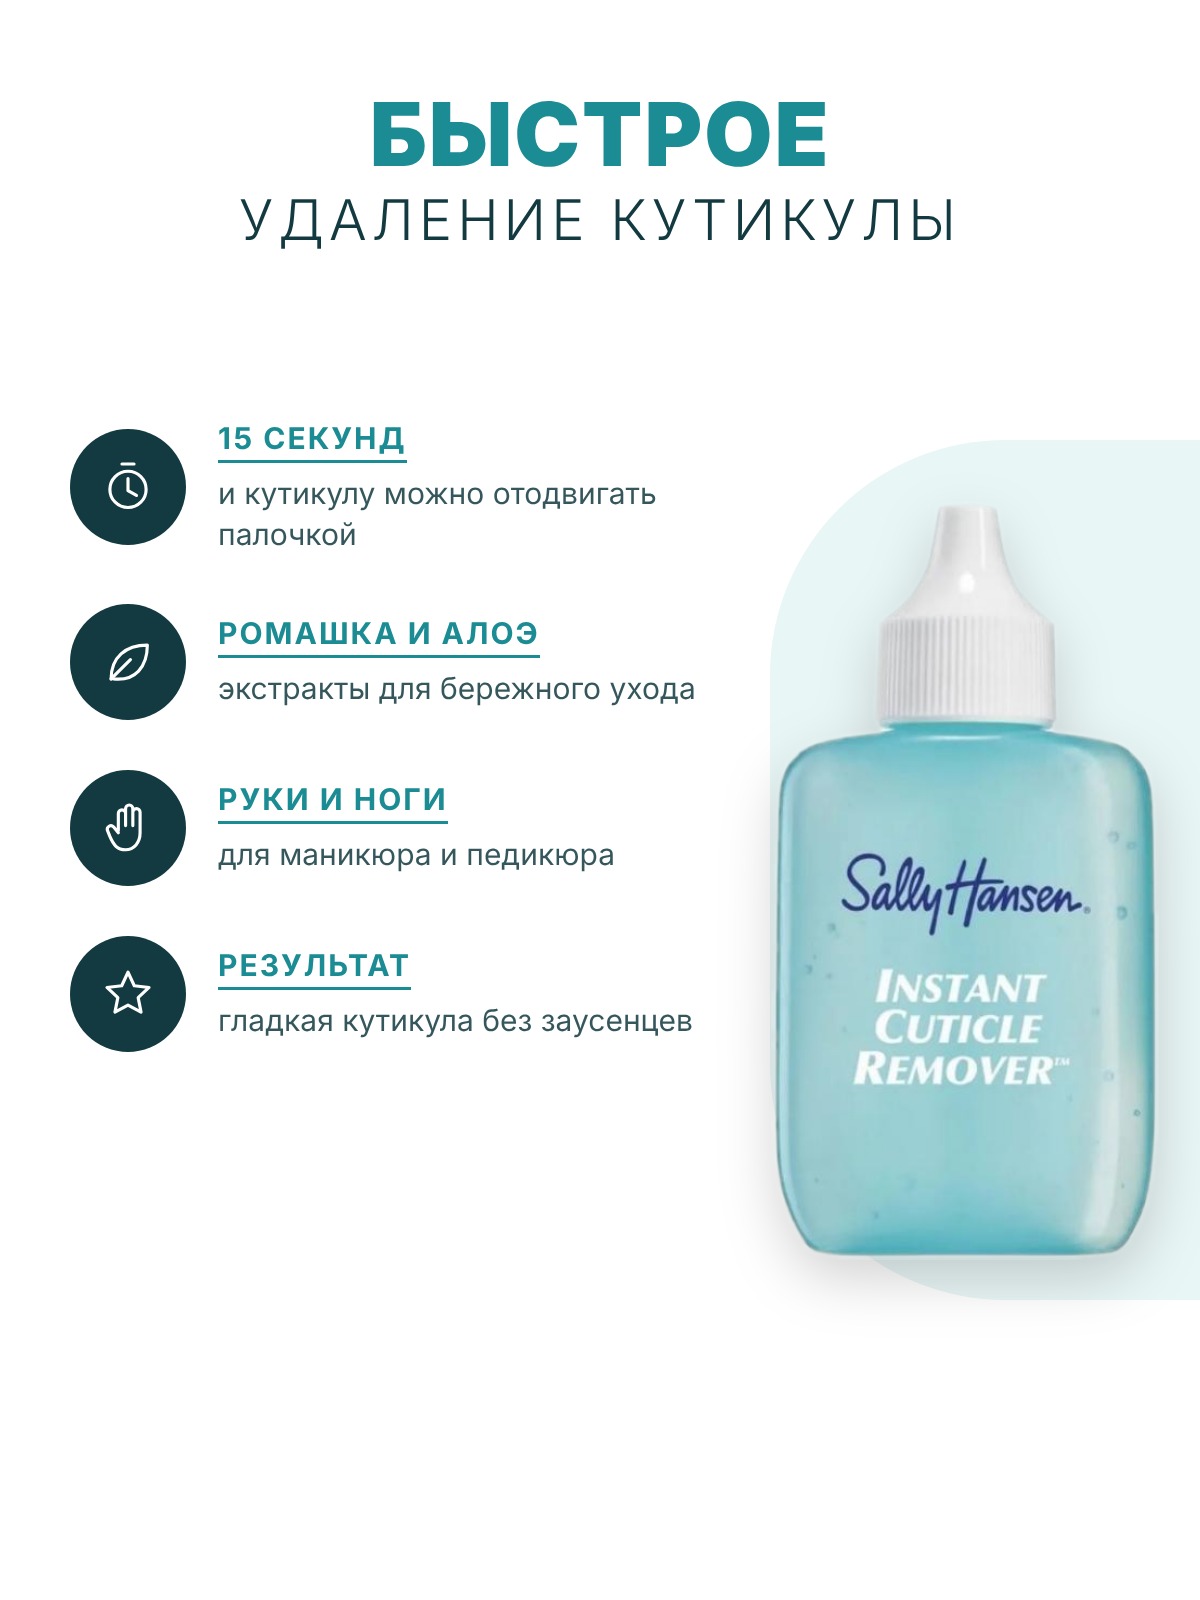 БЫСТРОЕ
УДАЛЕНИЕ КУТИКУЛЫ
15 СЕКУНД
и кутикулу можно отодвигать
палочкой
РОМАШКА И АЛОЭ
экстракты для бережного ухода
РУКИ И НОГИ
для маникюра и педикюра
РЕЗУЛЬТАТ
гладкая кутикула без заусенцев
Sally Hansen®
INSTANT
CUTICLE
REMOVER™